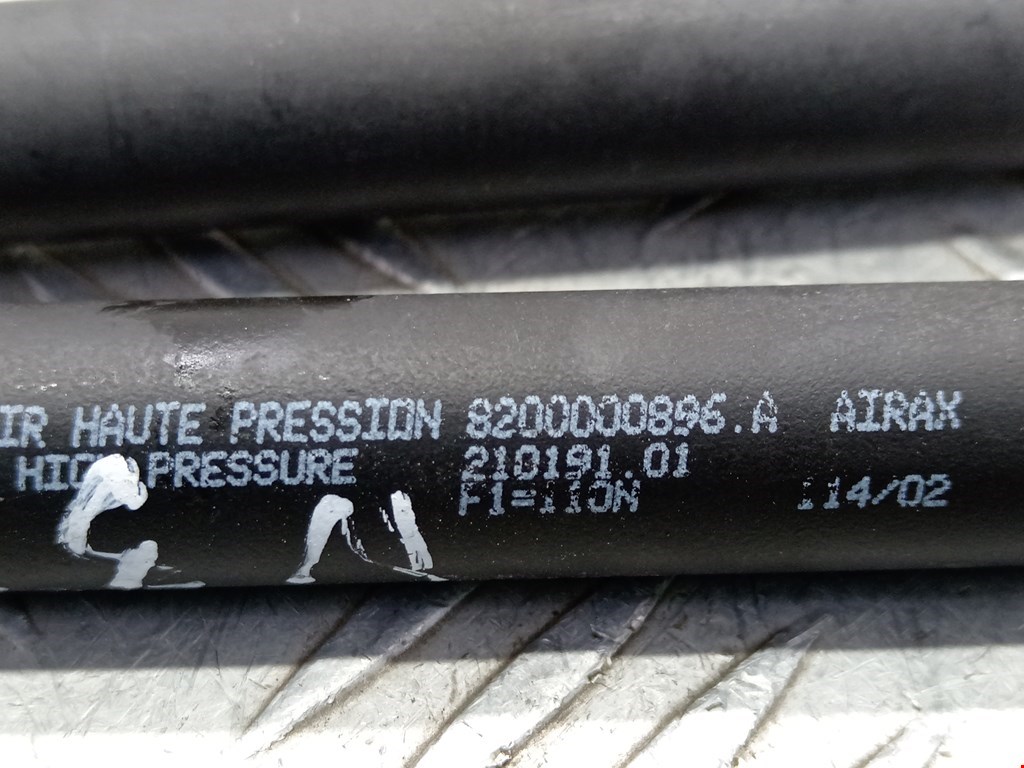 IR HAUTE PRESSION 8200000896.A AIRAX
HIGH PRESSURE 210191.01
F1=110N 114/02
S N